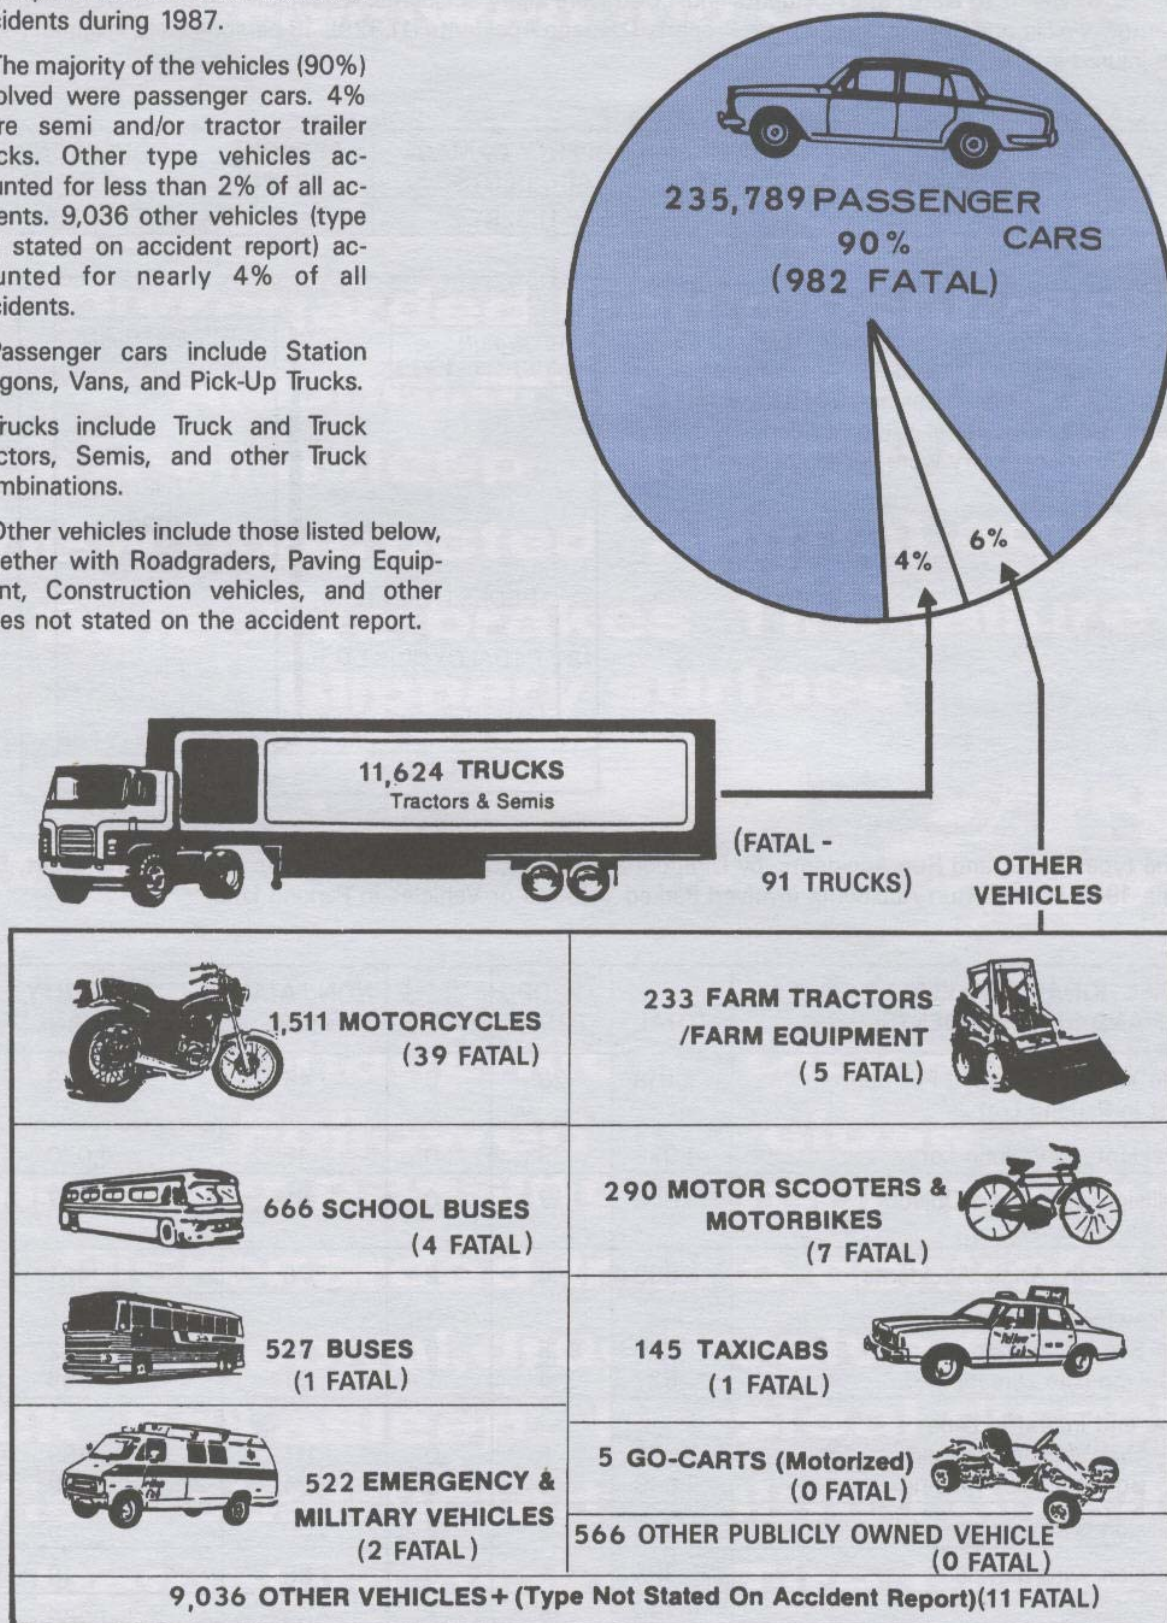 cidents during 1987.
The majority of the vehicles (90%)
olved were passenger cars. 4%
re semi and/or tractor trailer
cks. Other type vehicles ac-
unted for less than 2% of all ac-
ents. 9,036 other vehicles (type
stated on accident report) ac-
unted for nearly 4% of all
cidents.
Passenger cars include Station
gons, Vans, and Pick-Up Trucks.
rucks include Truck and Truck
ctors, Semis, and other Truck
mbinations.
Other vehicles include those listed below,
ether with Roadgraders, Paving Equip-
nt, Construction vehicles, and other
es not stated on the accident report.
235,789 PASSENGER
CARS
90%
(982 FATAL)
4%
6%
11,624 TRUCKS
Tractors & Semis
(FATAL -
91 TRUCKS)
OTHER
VEHICLES
1,511 MOTORCYCLES
(39 FATAL)
666 SCHOOL BUSES
(4 FATAL)
527 BUSES
(1 FATAL)
522 EMERGENCY &
MILITARY VEHICLES
(2 FATAL)
233 FARM TRACTORS
/FARM EQUIPMENT
(5 FATAL)
290 MOTOR SCOOTERS &
MOTORBIKES
(7 FATAL)
145 TAXICABS
(1 FATAL)
5 GO-CARTS (Motorized)
(0 FATAL)
566 OTHER PUBLICLY OWNED VEHICLE
(0 FATAL)
9,036 OTHER VEHICLES+ (Type Not Stated On Accident Report)(11 FATAL)